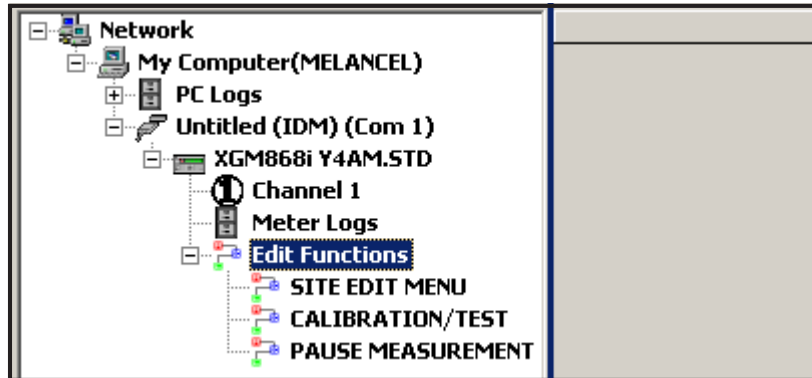 Network
My Computer(MELANCEL)
PC Logs
Untitled (IDM) (Com 1)
XGM868i Y4AM.STD
1 Channel 1
Meter Logs
Edit Functions
SITE EDIT MENU
CALIBRATION/TEST
PAUSE MEASUREMENT